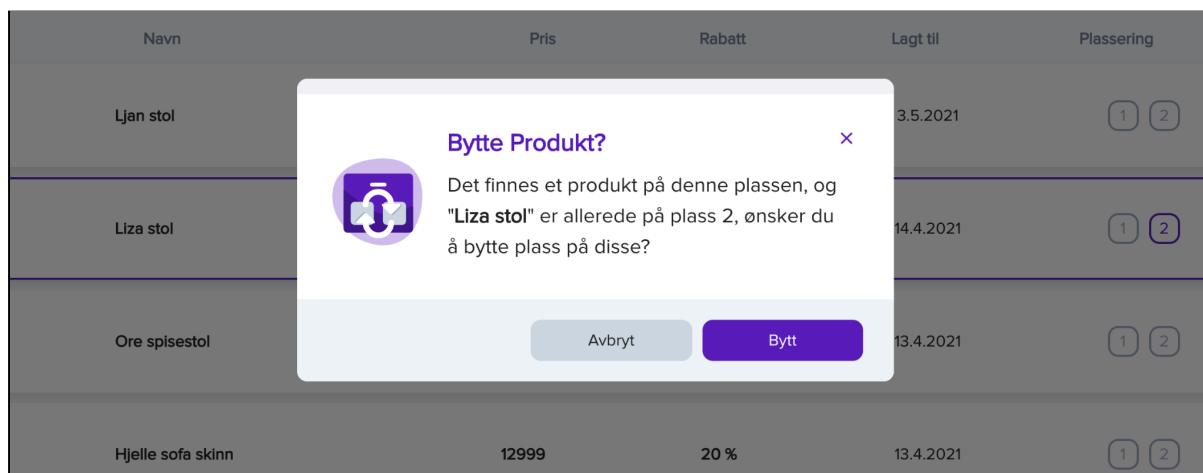 Navn Pris Rabatt Lagt til Plassering
Ljan stol 3.5.2021 1 2
Bytte Produkt?
Det finnes et produkt på denne plassen, og
"Liza stol" er allerede på plass 2, ønsker du
å bytte plass på disse?
Liza stol 14.4.2021 1 2
Avbryt Bytt
Ore spisestol 13.4.2021 1 2
Hjelle sofa skinn 12999 20 % 13.4.2021 1 2